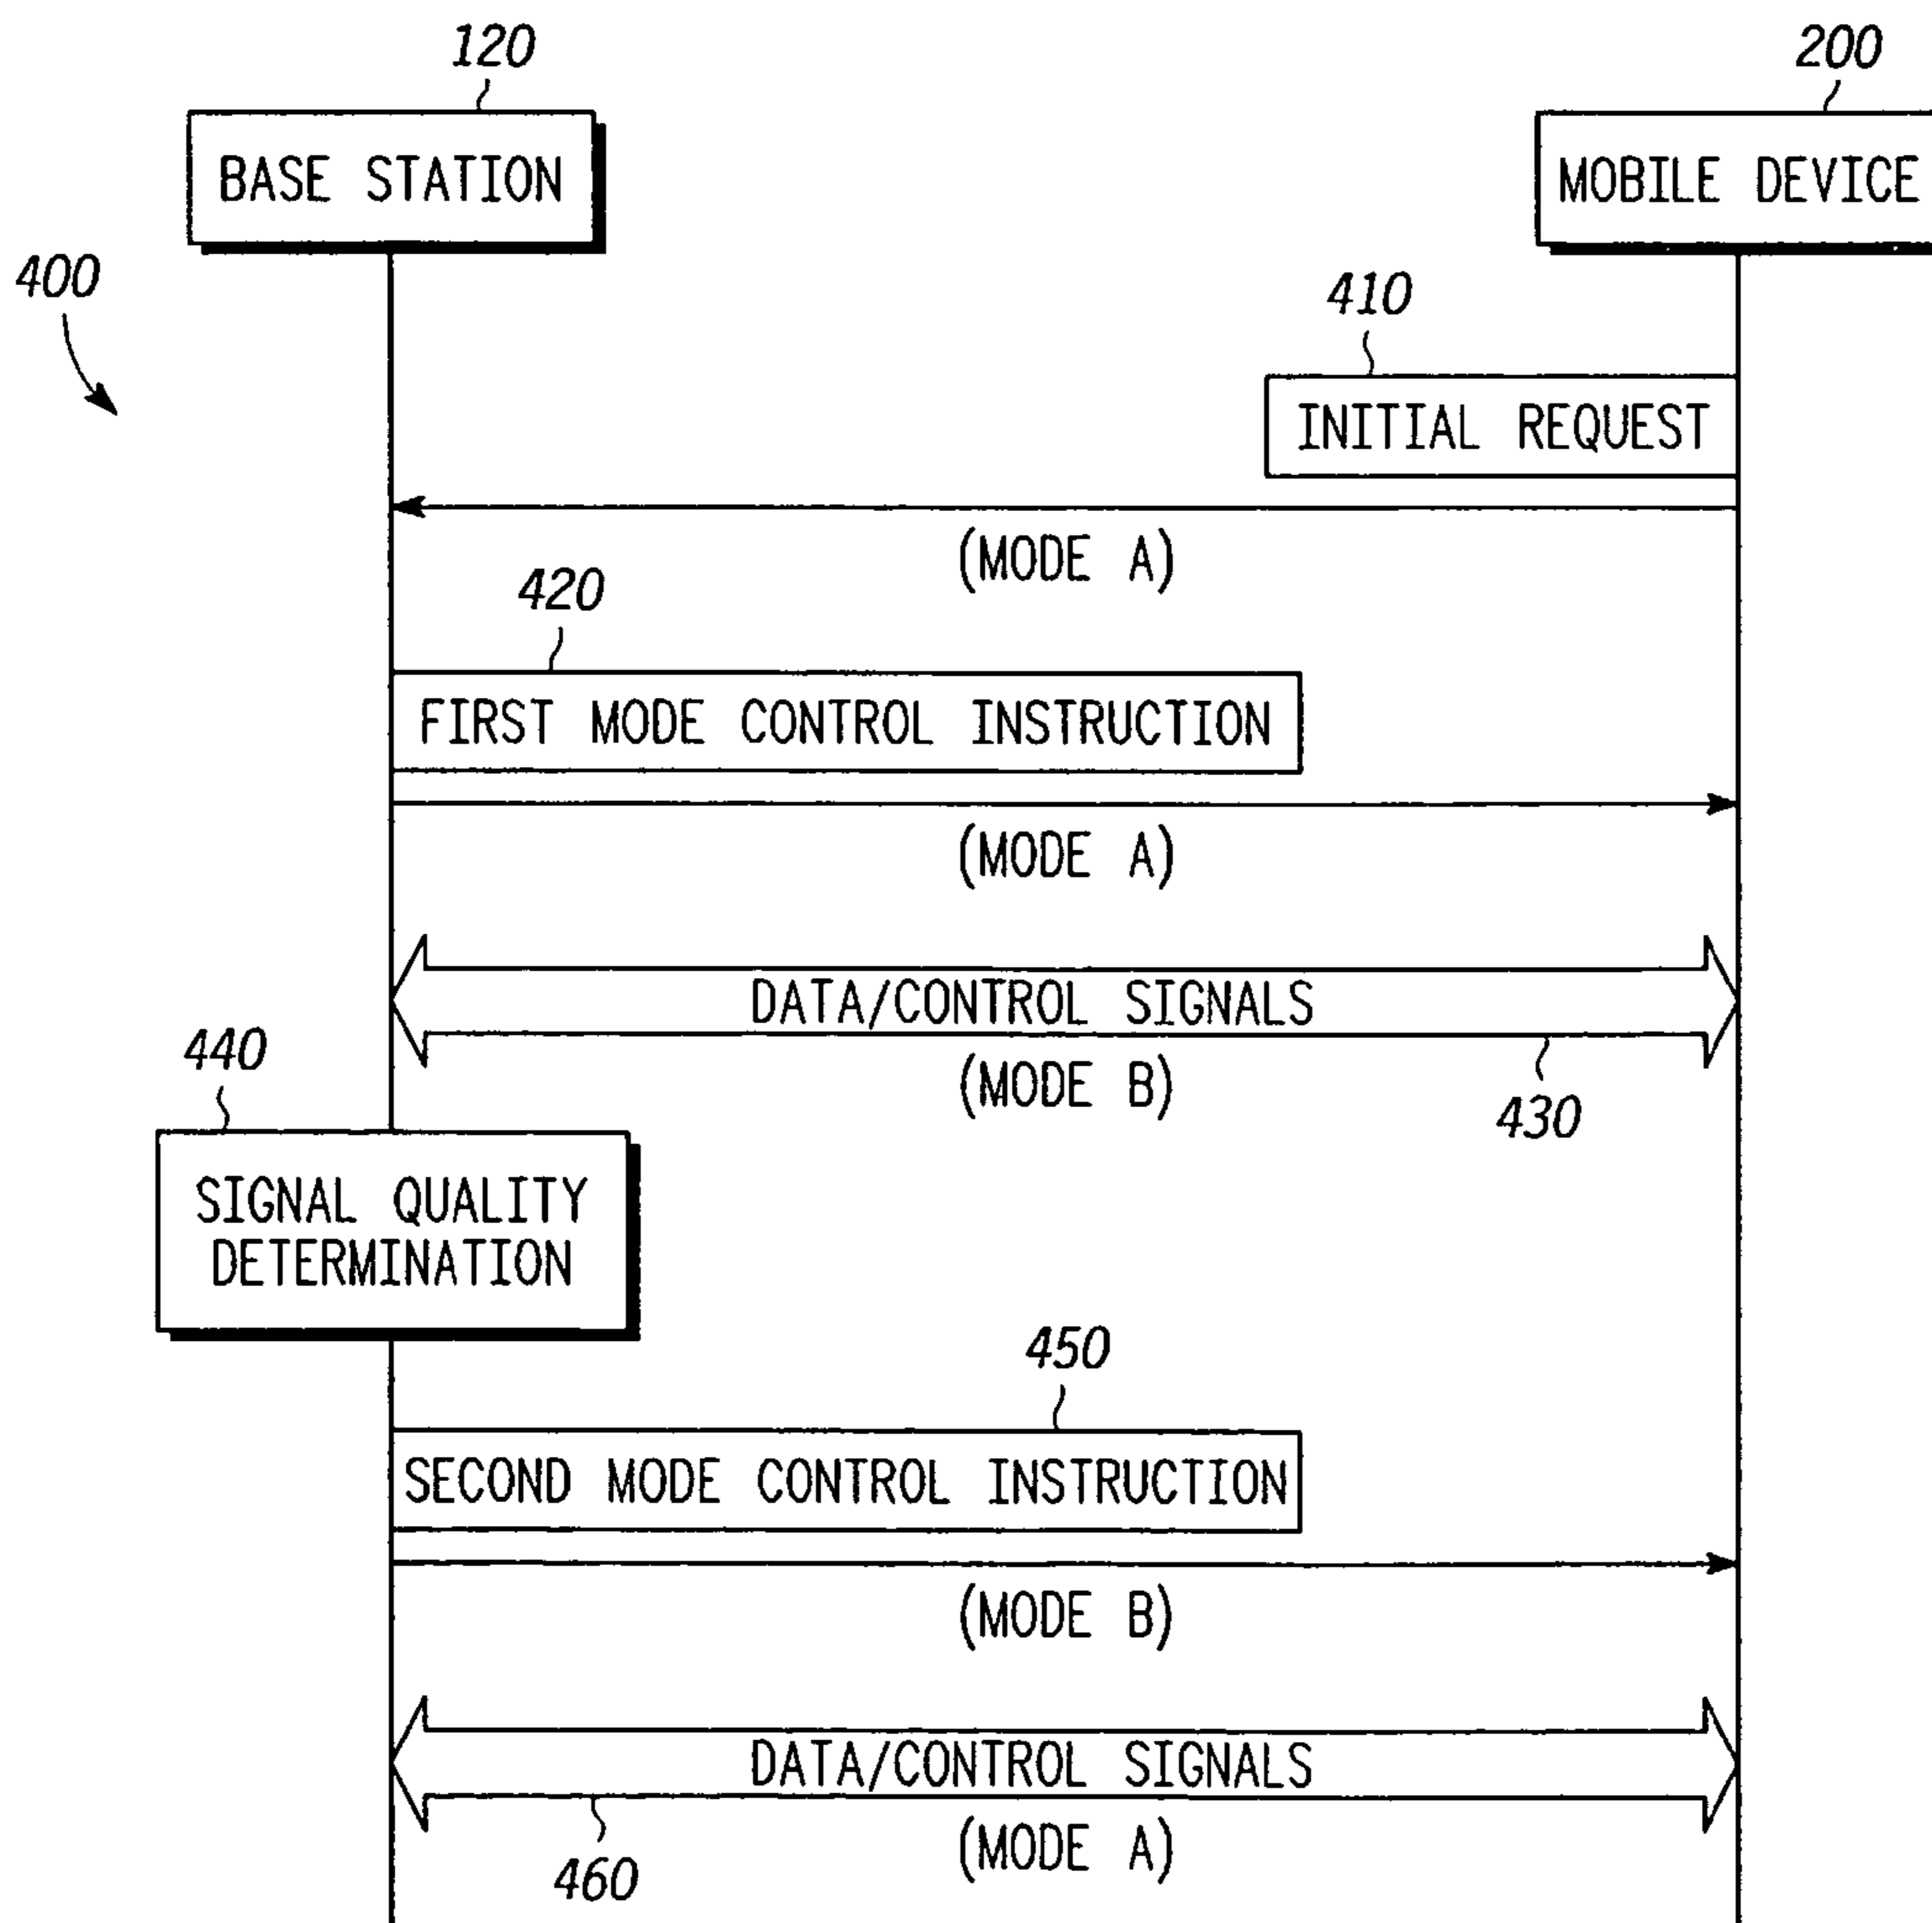 120
200
BASE STATION
MOBILE DEVICE
400
410
INITIAL REQUEST
(MODE A)
420
FIRST MODE CONTROL INSTRUCTION
(MODE A)
DATA/CONTROL SIGNALS
440
(MODE B)
430
SIGNAL QUALITY
DETERMINATION
450
SECOND MODE CONTROL INSTRUCTION
(MODE B)
DATA/CONTROL SIGNALS
(MODE A)
460